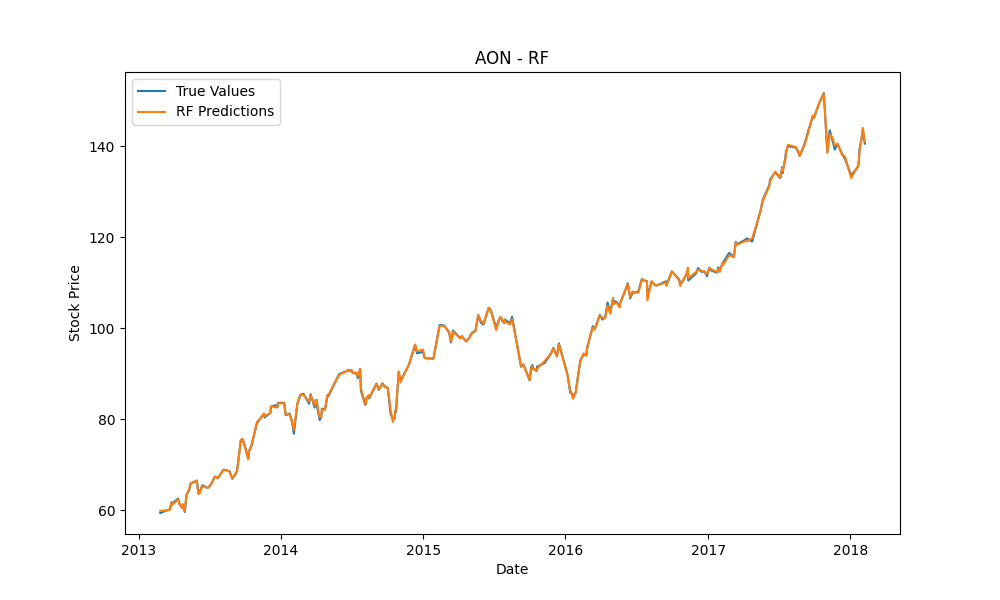 AON - RF
True Values
RF Predictions
Stock Price
140
120
100
80
60
2013 2014 2015 2016 2017 2018
Date